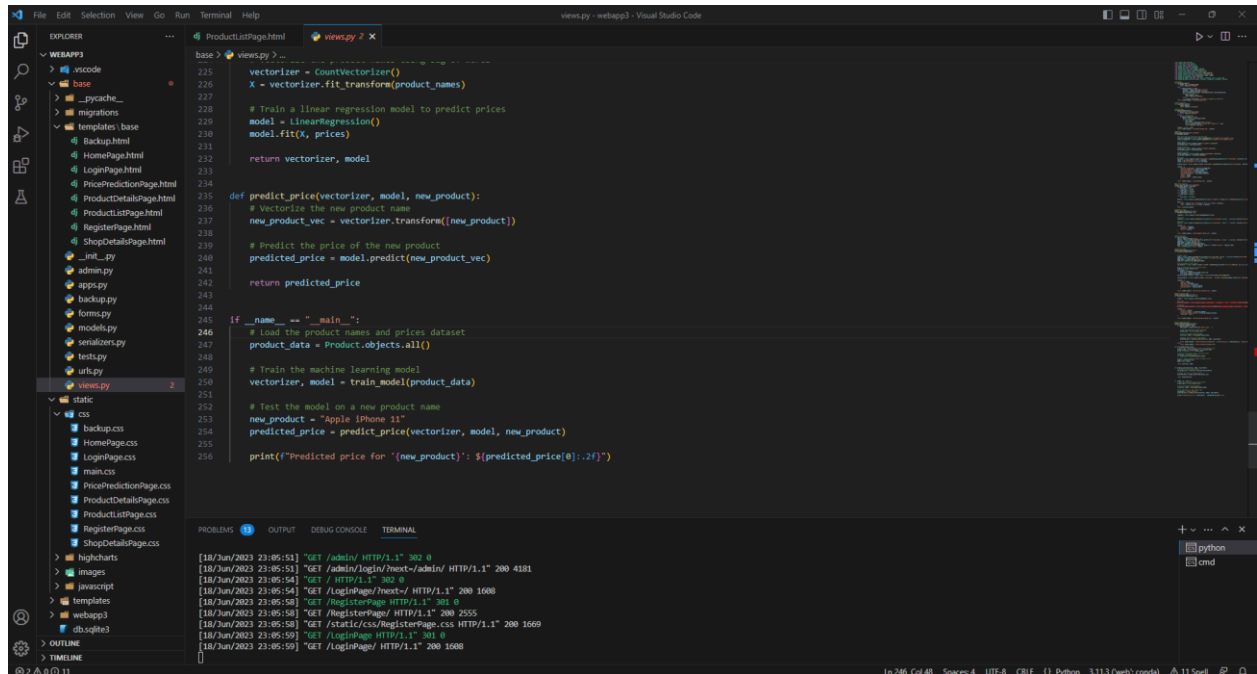 File Edit Selection View Go Run Terminal Help
views.py - webapp3 - Visual Studio Code
EXPLORER
WEBAPP3
.vscode
base
__pycache__
migrations
templates \ base
Backup.html
HomePage.html
LoginPage.html
PricePredictionPage.html
ProductDetailsPage.html
ProductListPage.html
RegisterPage.html
ShopDetailsPage.html
__init__.py
admin.py
apps.py
backup.py
forms.py
models.py
serializers.py
tests.py
urls.py
views.py 2
static
css
backup.css
HomePage.css
LoginPage.css
main.css
PricePredictionPage.css
ProductDetailsPage.css
ProductListPage.css
RegisterPage.css
ShopDetailsPage.css
highcharts
images
javascript
templates
webapp3
db.sqlite3
OUTLINE
TIMELINE
ProductListPage.html views.py 2
base > views.py > ...
225 vectorizer = CountVectorizer()
226 X = vectorizer.fit_transform(product_names)
227
228 # Train a linear regression model to predict prices
229 model = LinearRegression()
230 model.fit(X, prices)
231
232 return vectorizer, model
233
234
235 def predict_price(vectorizer, model, new_product):
236 # Vectorize the new product name
237 new_product_vec = vectorizer.transform([new_product])
238
239 # Predict the price of the new product
240 predicted_price = model.predict(new_product_vec)
241
242 return predicted_price
243
244
245 if __name__ == "__main__":
246 # Load the product names and prices dataset
247 product_data = Product.objects.all()
248
249 # Train the machine learning model
250 vectorizer, model = train_model(product_data)
251
252 # Test the model on a new product name
253 new_product = "Apple iPhone 11"
254 predicted_price = predict_price(vectorizer, model, new_product)
255
256 print(f"Predicted price for '{new_product}': ${predicted_price[0]:.2f}")
PROBLEMS 13 OUTPUT DEBUG CONSOLE TERMINAL
[18/Jun/2023 23:05:51] "GET /admin/ HTTP/1.1" 302 0
[18/Jun/2023 23:05:51] "GET /admin/login/?next=/admin/ HTTP/1.1" 200 4181
[18/Jun/2023 23:05:54] "GET / HTTP/1.1" 302 0
[18/Jun/2023 23:05:54] "GET /LoginPage/?next=/ HTTP/1.1" 200 1608
[18/Jun/2023 23:05:58] "GET /RegisterPage HTTP/1.1" 301 0
[18/Jun/2023 23:05:58] "GET /RegisterPage/ HTTP/1.1" 200 2555
[18/Jun/2023 23:05:58] "GET /static/css/RegisterPage.css HTTP/1.1" 200 1669
[18/Jun/2023 23:05:59] "GET /LoginPage HTTP/1.1" 301 0
[18/Jun/2023 23:05:59] "GET /LoginPage/ HTTP/1.1" 200 1608
python
cmd
2 0 11
Ln 246, Col 48 Spaces: 4 UTF-8 CRLF {} Python 3.11.3 ('web': conda) 11 Spell